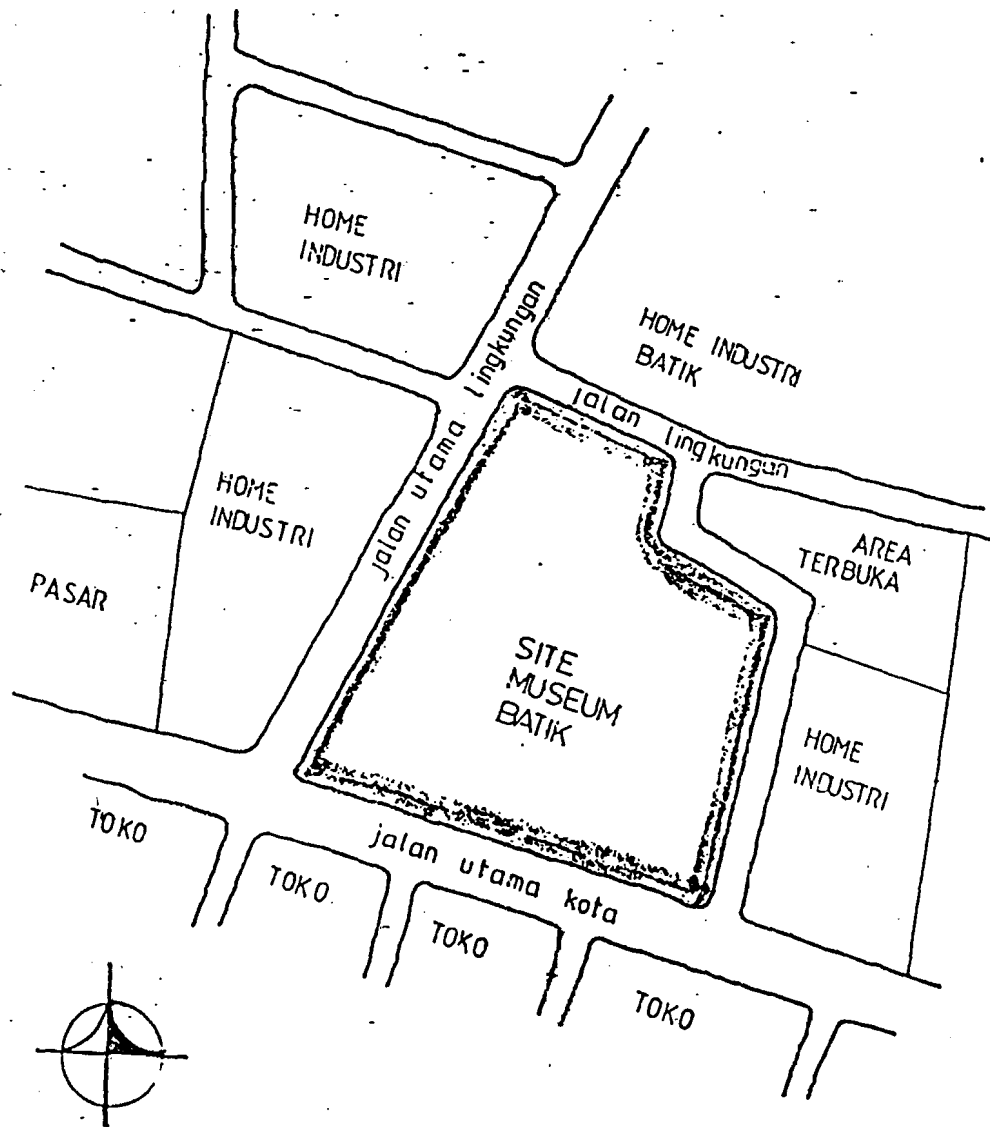 HOME
INDUSTRI
HOME INDUSTRI
BATIK
jalan utama lingkungan
jalan lingkungan
HOME
INDUSTRI
AREA
TERBUKA
PASAR
SITE
MUSEUM
BATIK
HOME
INDUSTRI
TOKO
jalan utama kota
TOKO
TOKO
TOKO